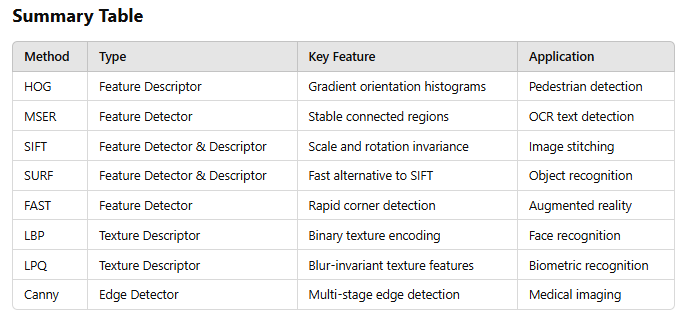 Summary Table
Method Type Key Feature Application
HOG Feature Descriptor Gradient orientation histograms Pedestrian detection
MSER Feature Detector Stable connected regions OCR text detection
SIFT Feature Detector & Descriptor Scale and rotation invariance Image stitching
SURF Feature Detector & Descriptor Fast alternative to SIFT Object recognition
FAST Feature Detector Rapid corner detection Augmented reality
LBP Texture Descriptor Binary texture encoding Face recognition
LPQ Texture Descriptor Blur-invariant texture features Biometric recognition
Canny Edge Detector Multi-stage edge detection Medical imaging